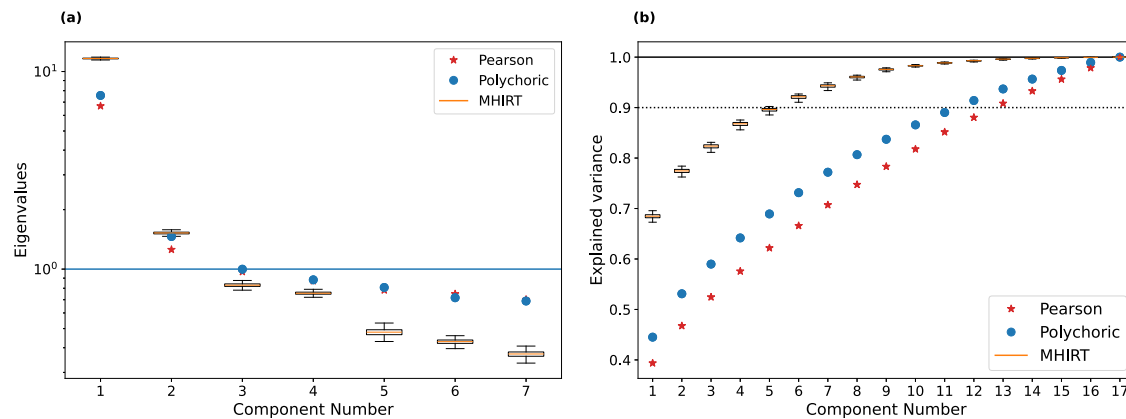 (a)
10¹
10⁰
Eigenvalues
Pearson
Polychoric
MHIRT
1 2 3 4 5 6 7
Component Number
(b)
1.0
0.9
0.8
0.7
0.6
0.5
0.4
Explained variance
Pearson
Polychoric
MHIRT
1 2 3 4 5 6 7 8 9 10 11 12 13 14 15 16 17
Component Number